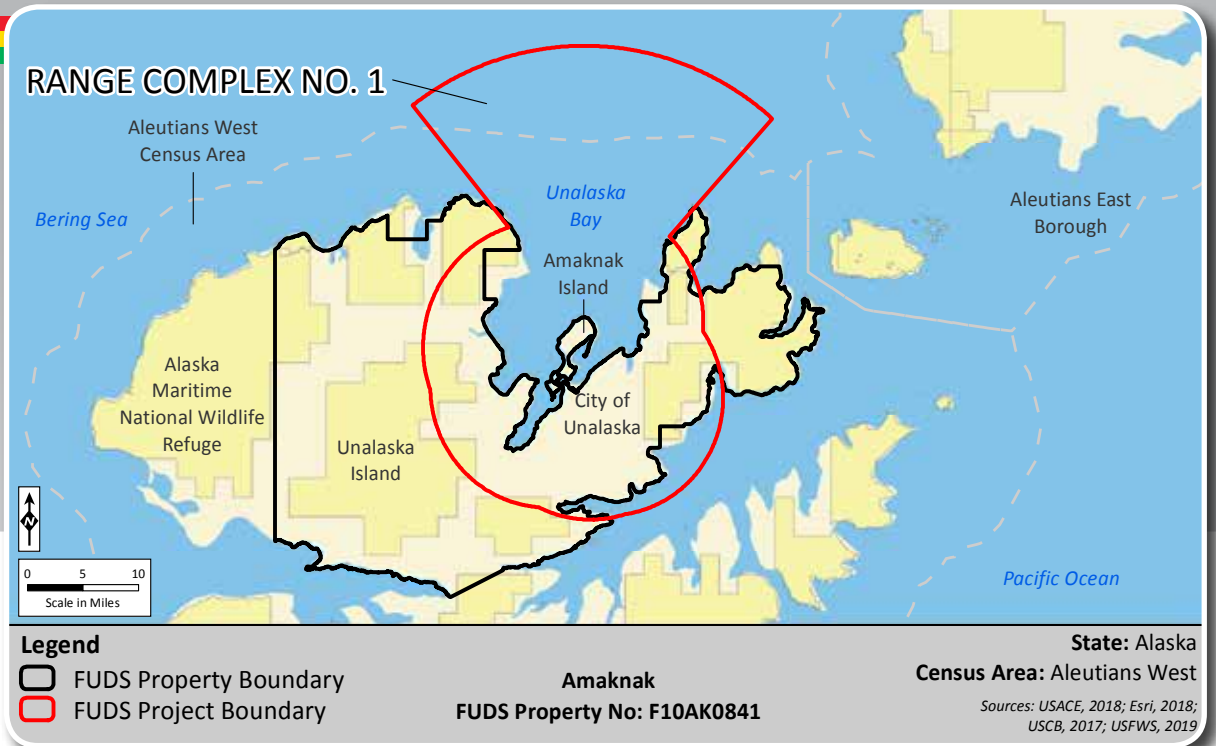 RANGE COMPLEX NO. 1
Aleutians West
Census Area
Bering Sea
Unalaska
Bay
Amaknak
Island
Aleutians East
Borough
Alaska
Maritime
National Wildlife
Refuge
Unalaska
Island
City of
Unalaska
N
0 5 10
Scale in Miles
Pacific Ocean
Legend
FUDS Property Boundary
FUDS Project Boundary
Amaknak
FUDS Property No: F10AK0841
State: Alaska
Census Area: Aleutians West
Sources: USACE, 2018; Esri, 2018;
USCB, 2017; USFWS, 2019